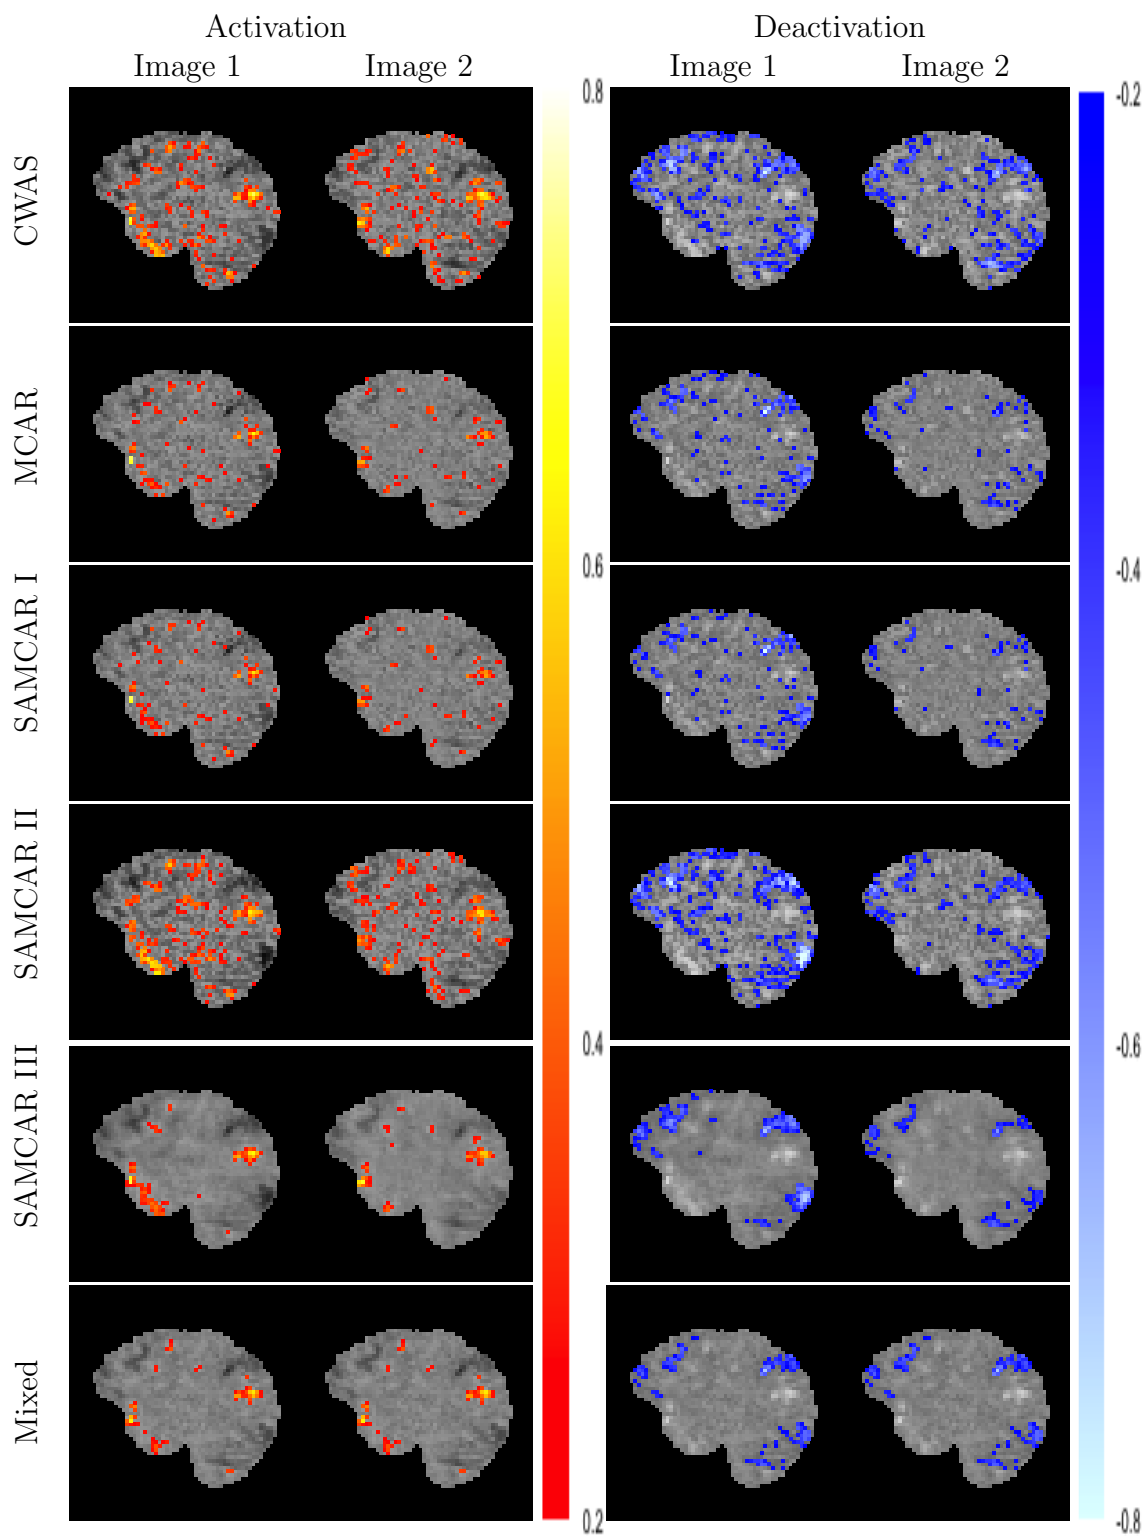 Activation Deactivation
Image 1 Image 2 Image 1 Image 2
CWAS
MCAR
SAMCAR I
SAMCAR II
SAMCAR III
Mixed
0.8
0.6
0.4
0.2
-0.2
-0.4
-0.6
-0.8